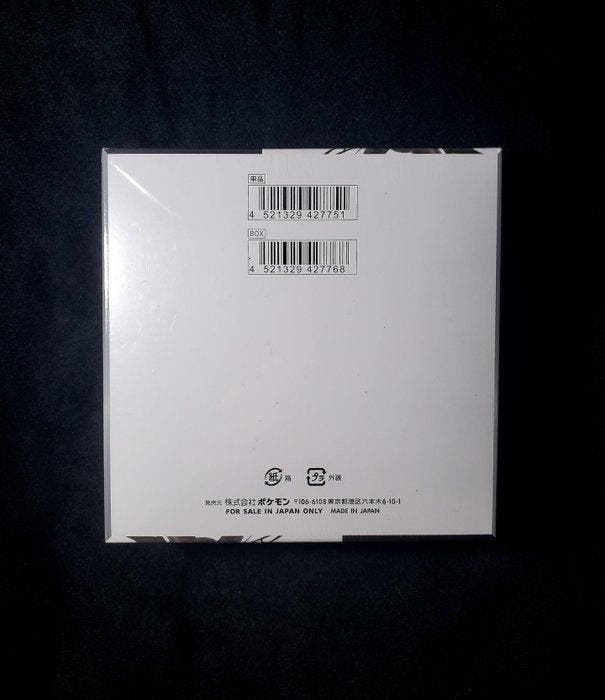 単品
4 521329 427751
BOX
4 521329 427768
紙 箱 プラ 外装
発売元 株式会社 ポケモン 〒106-6108 東京都港区六本木6-10-1
FOR SALE IN JAPAN ONLY MADE IN JAPAN